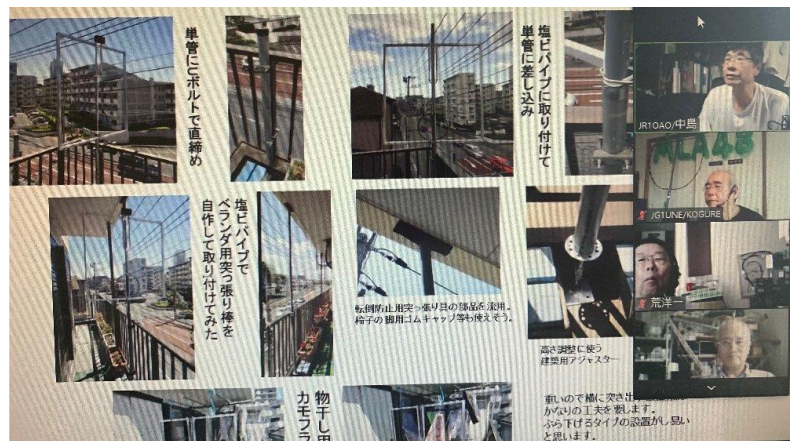 単管にUボルトで直締め
塩ビパイプに取り付けて
単管に差し込み
塩ビパイプで
ベランダ用突っ張り棒を
自作して取り付けてみた
転倒防止用突っ張り具の部品を流用。
椅子の脚用ゴムキャップ等も使えそう。
高さ調整に使う
建築用アジャスター
物干し
カモフラ
重いので横に突き出
かなりの工夫を要します。
ぶら下げるタイプの設置がし易い
と思います。
JR1OAO/中島
MLA48
JG1UNE/KOGURE
荒洋一